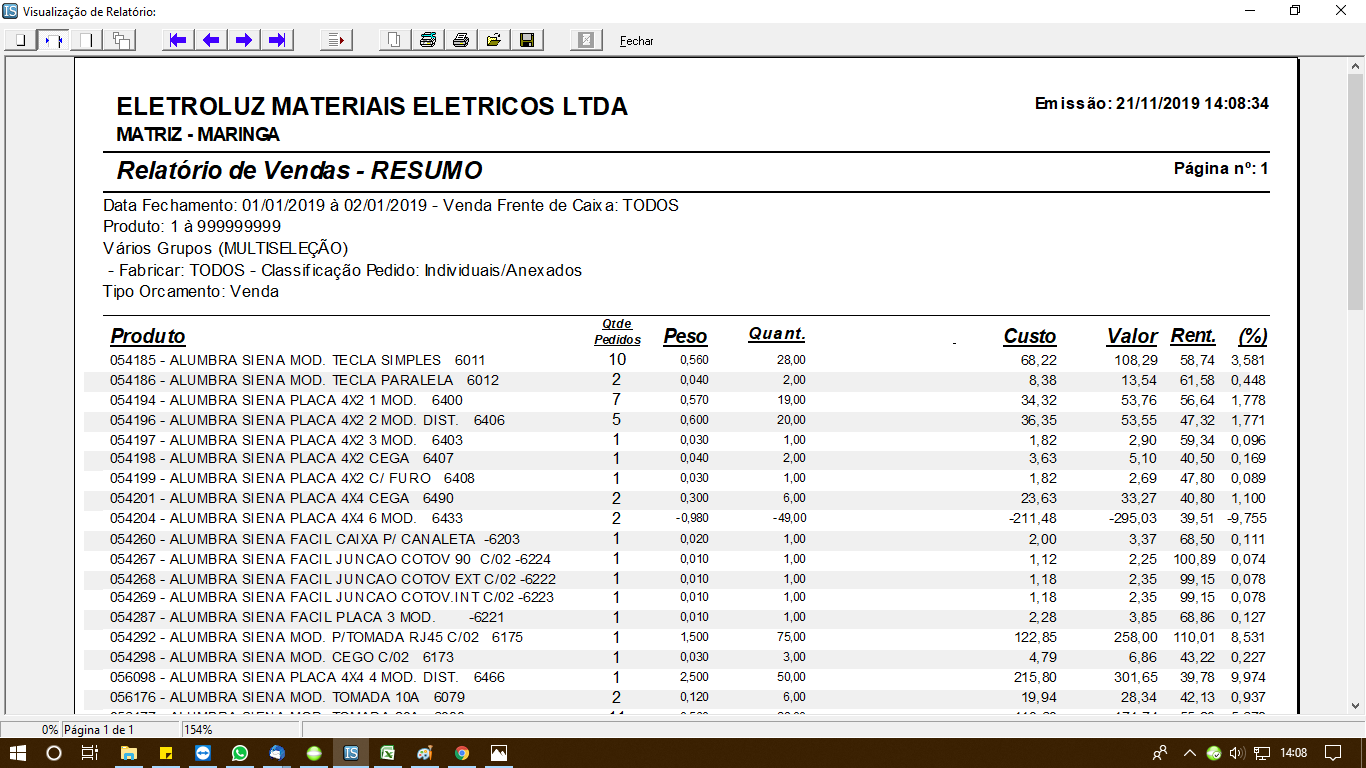 IS Visualização de Relatório:
Fechar
ELETROLUZ MATERIAIS ELETRICOS LTDA Emissão: 21/11/2019 14:08:34
MATRIZ - MARINGA
Relatório de Vendas - RESUMO Página nº: 1
Data Fechamento: 01/01/2019 à 02/01/2019 - Venda Frente de Caixa: TODOS
Produto: 1 à 999999999
Vários Grupos (MULTISELEÇÃO)
- Fabricar: TODOS - Classificação Pedido: Individuais/Anexados
Tipo Orcamento: Venda
Produto Qtde Pedidos Peso Quant. . Custo Valor Rent. (%)
054185 - ALUMBRA SIENA MOD. TECLA SIMPLES 6011 10 0,560 28,00 68,22 108,29 58,74 3,581
054186 - ALUMBRA SIENA MOD. TECLA PARALELA 6012 2 0,040 2,00 8,38 13,54 61,58 0,448
054194 - ALUMBRA SIENA PLACA 4X2 1 MOD. 6400 7 0,570 19,00 34,32 53,76 56,64 1,778
054196 - ALUMBRA SIENA PLACA 4X2 2 MOD. DIST. 6406 5 0,600 20,00 36,35 53,55 47,32 1,771
054197 - ALUMBRA SIENA PLACA 4X2 3 MOD. 6403 1 0,030 1,00 1,82 2,90 59,34 0,096
054198 - ALUMBRA SIENA PLACA 4X2 CEGA 6407 1 0,040 2,00 3,63 5,10 40,50 0,169
054199 - ALUMBRA SIENA PLACA 4X2 C/ FURO 6408 1 0,030 1,00 1,82 2,69 47,80 0,089
054201 - ALUMBRA SIENA PLACA 4X4 CEGA 6490 2 0,300 6,00 23,63 33,27 40,80 1,100
054204 - ALUMBRA SIENA PLACA 4X4 6 MOD. 6433 2 -0,980 -49,00 -211,48 -295,03 39,51 -9,755
054260 - ALUMBRA SIENA FACIL CAIXA P/ CANALETA -6203 1 0,020 1,00 2,00 3,37 68,50 0,111
054267 - ALUMBRA SIENA FACIL JUNCAO COTOV 90 C/02 -6224 1 0,010 1,00 1,12 2,25 100,89 0,074
054268 - ALUMBRA SIENA FACIL JUNCAO COTOV EXT C/02 -6222 1 0,010 1,00 1,18 2,35 99,15 0,078
054269 - ALUMBRA SIENA FACIL JUNCAO COTOV.INT C/02 -6223 1 0,010 1,00 1,18 2,35 99,15 0,078
054287 - ALUMBRA SIENA FACIL PLACA 3 MOD. -6221 1 0,010 1,00 2,28 3,85 68,86 0,127
054292 - ALUMBRA SIENA MOD. P/TOMADA RJ45 C/02 6175 1 1,500 75,00 122,85 258,00 110,01 8,531
054298 - ALUMBRA SIENA MOD. CEGO C/02 6173 1 0,030 3,00 4,79 6,86 43,22 0,227
056098 - ALUMBRA SIENA PLACA 4X4 4 MOD. DIST. 6466 1 2,500 50,00 215,80 301,65 39,78 9,974
056176 - ALUMBRA SIENA MOD. TOMADA 10A 6079 2 0,120 6,00 19,94 28,34 42,13 0,937
0% Página 1 de 1 154%
IS 14:08